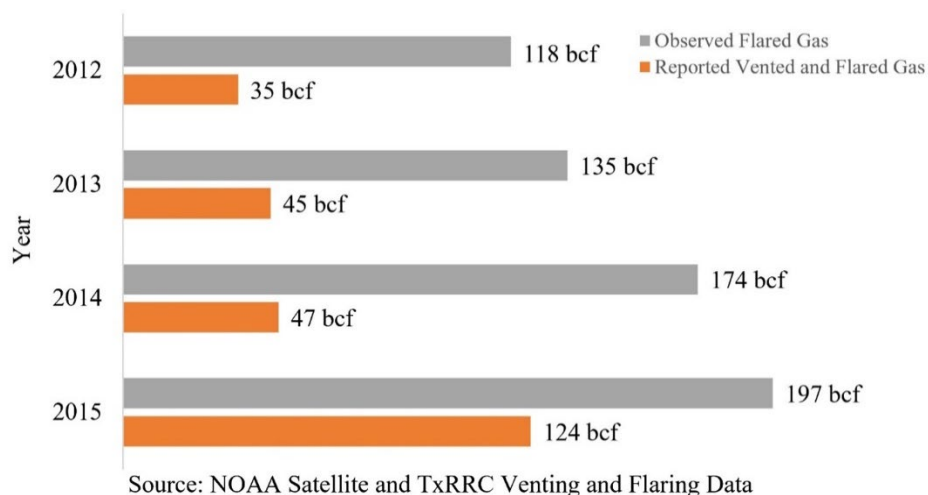 Observed Flared Gas
Reported Vented and Flared Gas
Year
2012
118 bcf
35 bcf
2013
135 bcf
45 bcf
2014
174 bcf
47 bcf
2015
197 bcf
124 bcf
Source: NOAA Satellite and TxRRC Venting and Flaring Data